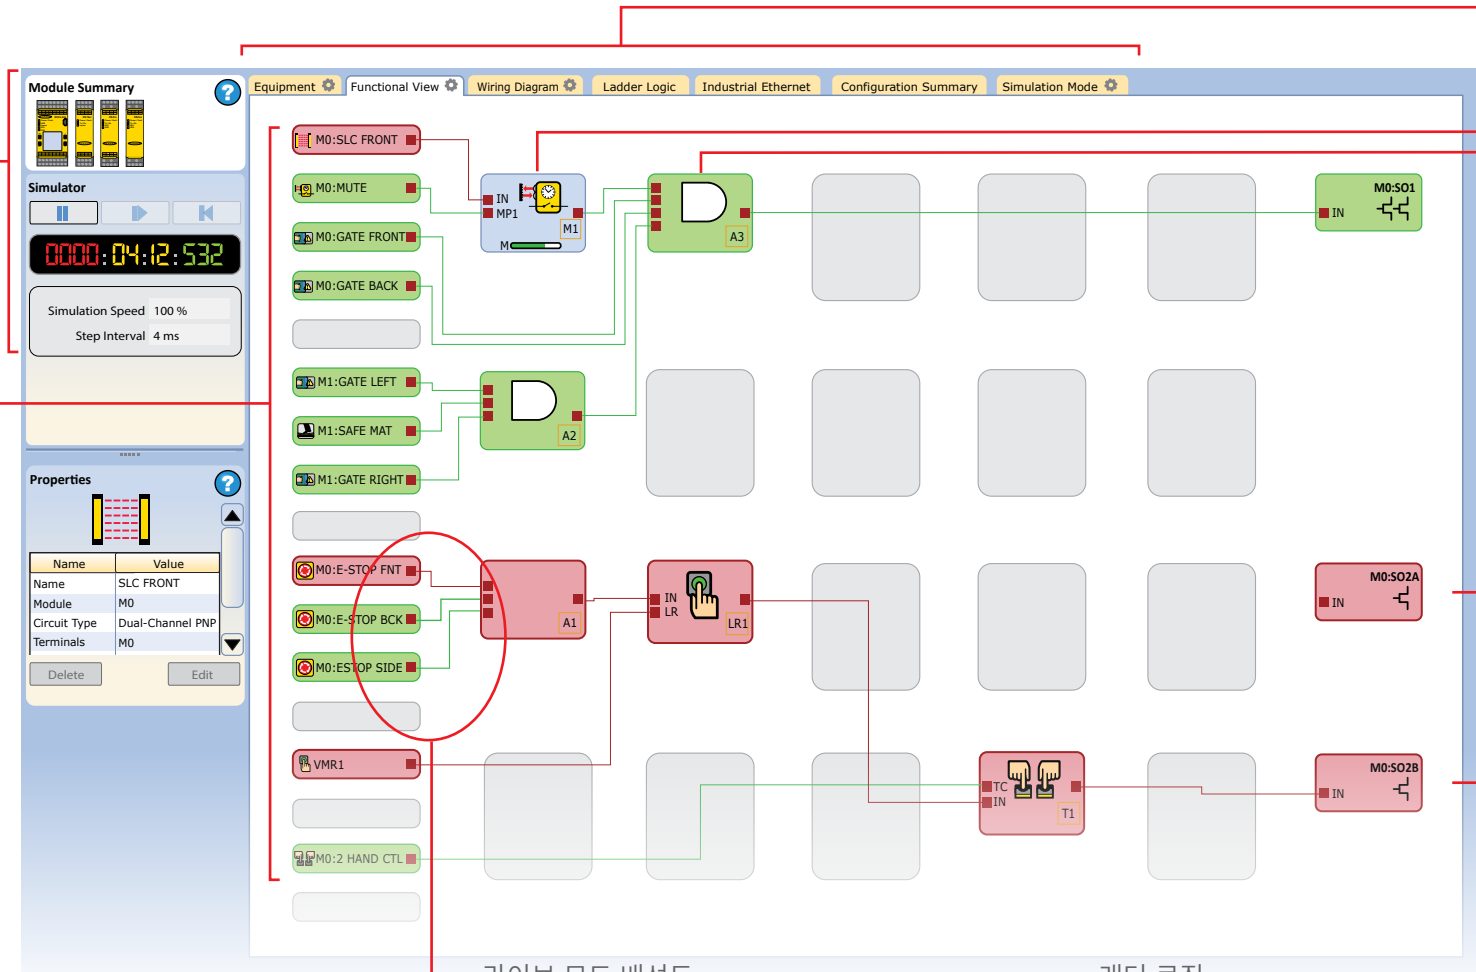 Module Summary
Equipment
Functional View
Wiring Diagram
Ladder Logic
Industrial Ethernet
Configuration Summary
Simulation Mode
Simulator
0000:04:12:532
Simulation Speed 100 %
Step Interval 4 ms
Properties
Name Value
Name SLC FRONT
Module M0
Circuit Type Dual-Channel PNP
Terminals M0
Delete
Edit
M0:SLC FRONT
M0:MUTE
M0:GATE FRONT
M0:GATE BACK
M1:GATE LEFT
M1:SAFE MAT
M1:GATE RIGHT
M0:E-STOP FNT
M0:E-STOP BCK
M0:ESTOP SIDE
VMR1
M0:2 HAND CTL
IN
MP1
M1
M
A3
A2
A1
IN
LR
LR1
TC
IN
T1
M0:SO1
IN
M0:SO2A
IN
M0:SO2B
IN